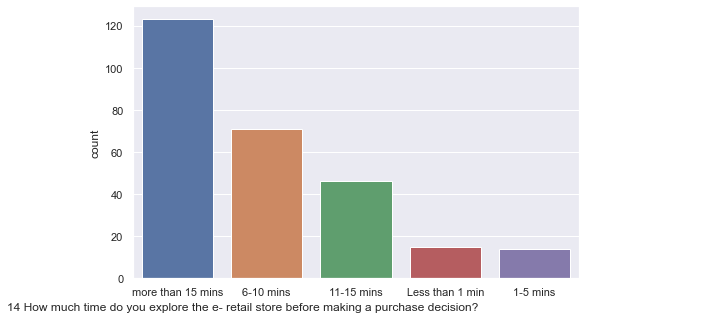 120
100
80
60
40
20
0
count
more than 15 mins 6-10 mins 11-15 mins Less than 1 min 1-5 mins
14 How much time do you explore the e- retail store before making a purchase decision?